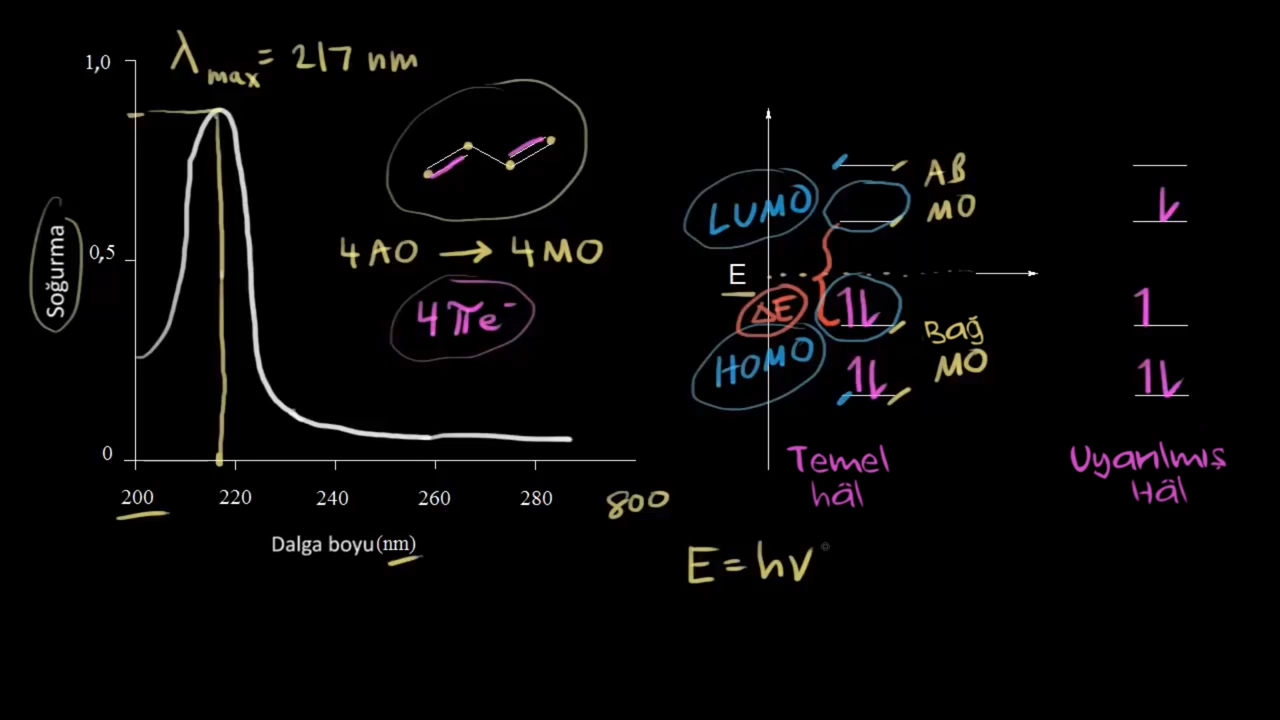 λmax = 217 nm
1,0
0,5
0
Soğurma
200 220 240 260 280 800
Dalga boyu(nm)
4AO → 4MO
4πe⁻
LUMO
E
ΔE
HOMO
AB
MO
Bağ
MO
Temel
hâl
Uyarılmış
Hâl
E = hν